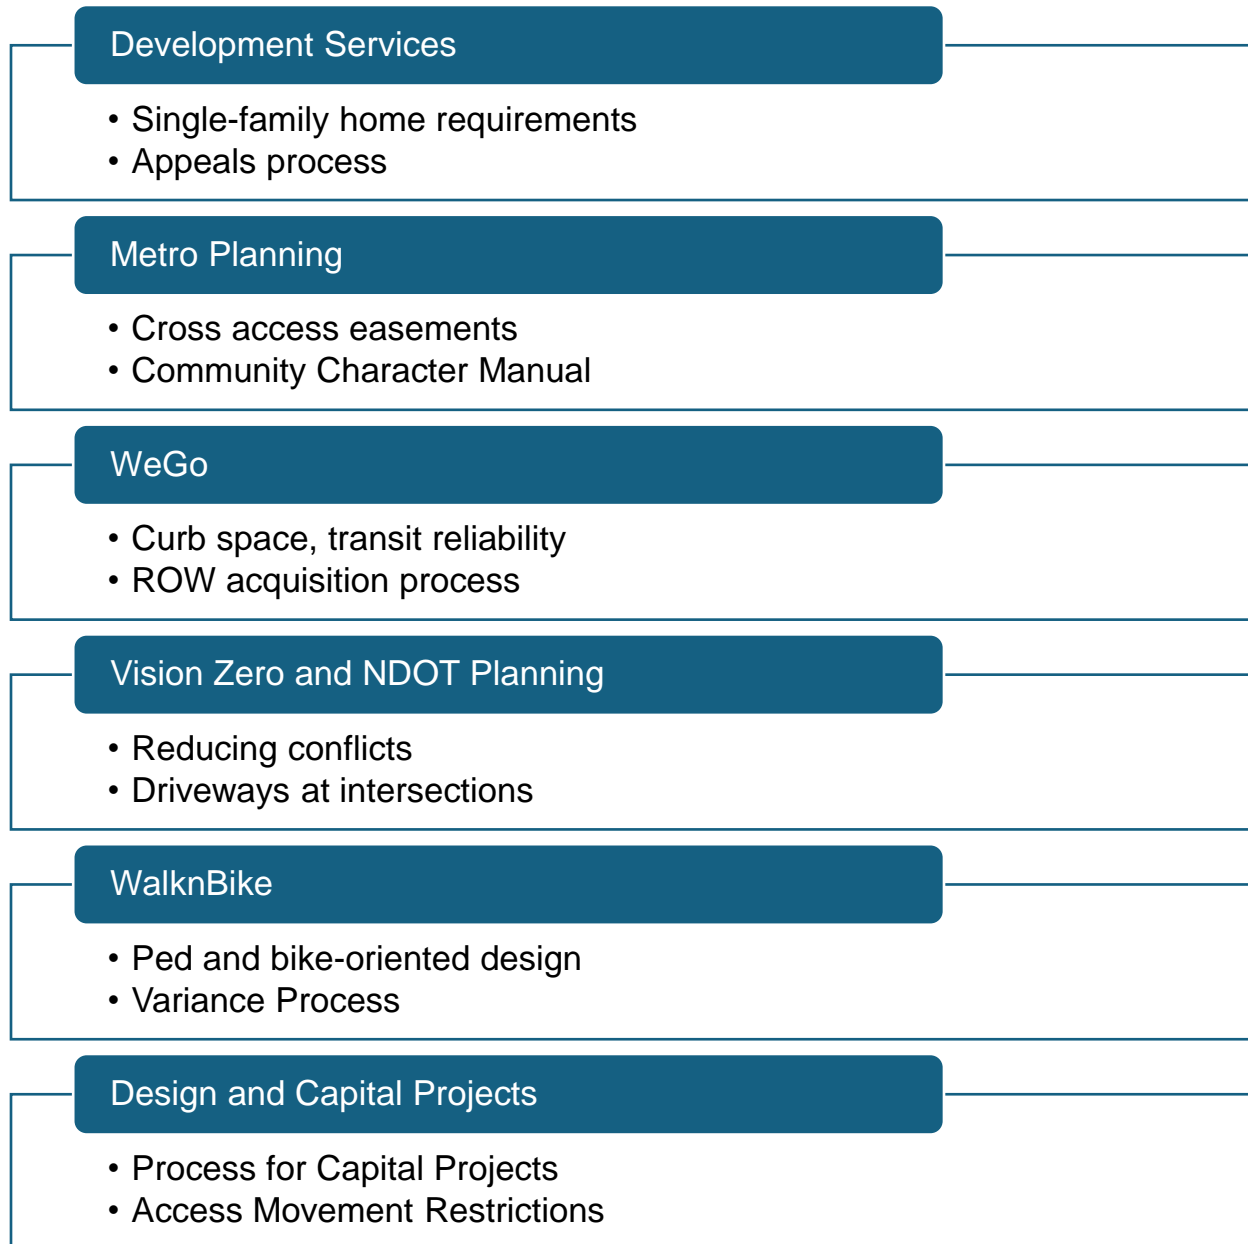 Development Services
• Single-family home requirements
• Appeals process
Metro Planning
• Cross access easements
• Community Character Manual
WeGo
• Curb space, transit reliability
• ROW acquisition process
Vision Zero and NDOT Planning
• Reducing conflicts
• Driveways at intersections
WalknBike
• Ped and bike-oriented design
• Variance Process
Design and Capital Projects
• Process for Capital Projects
• Access Movement Restrictions